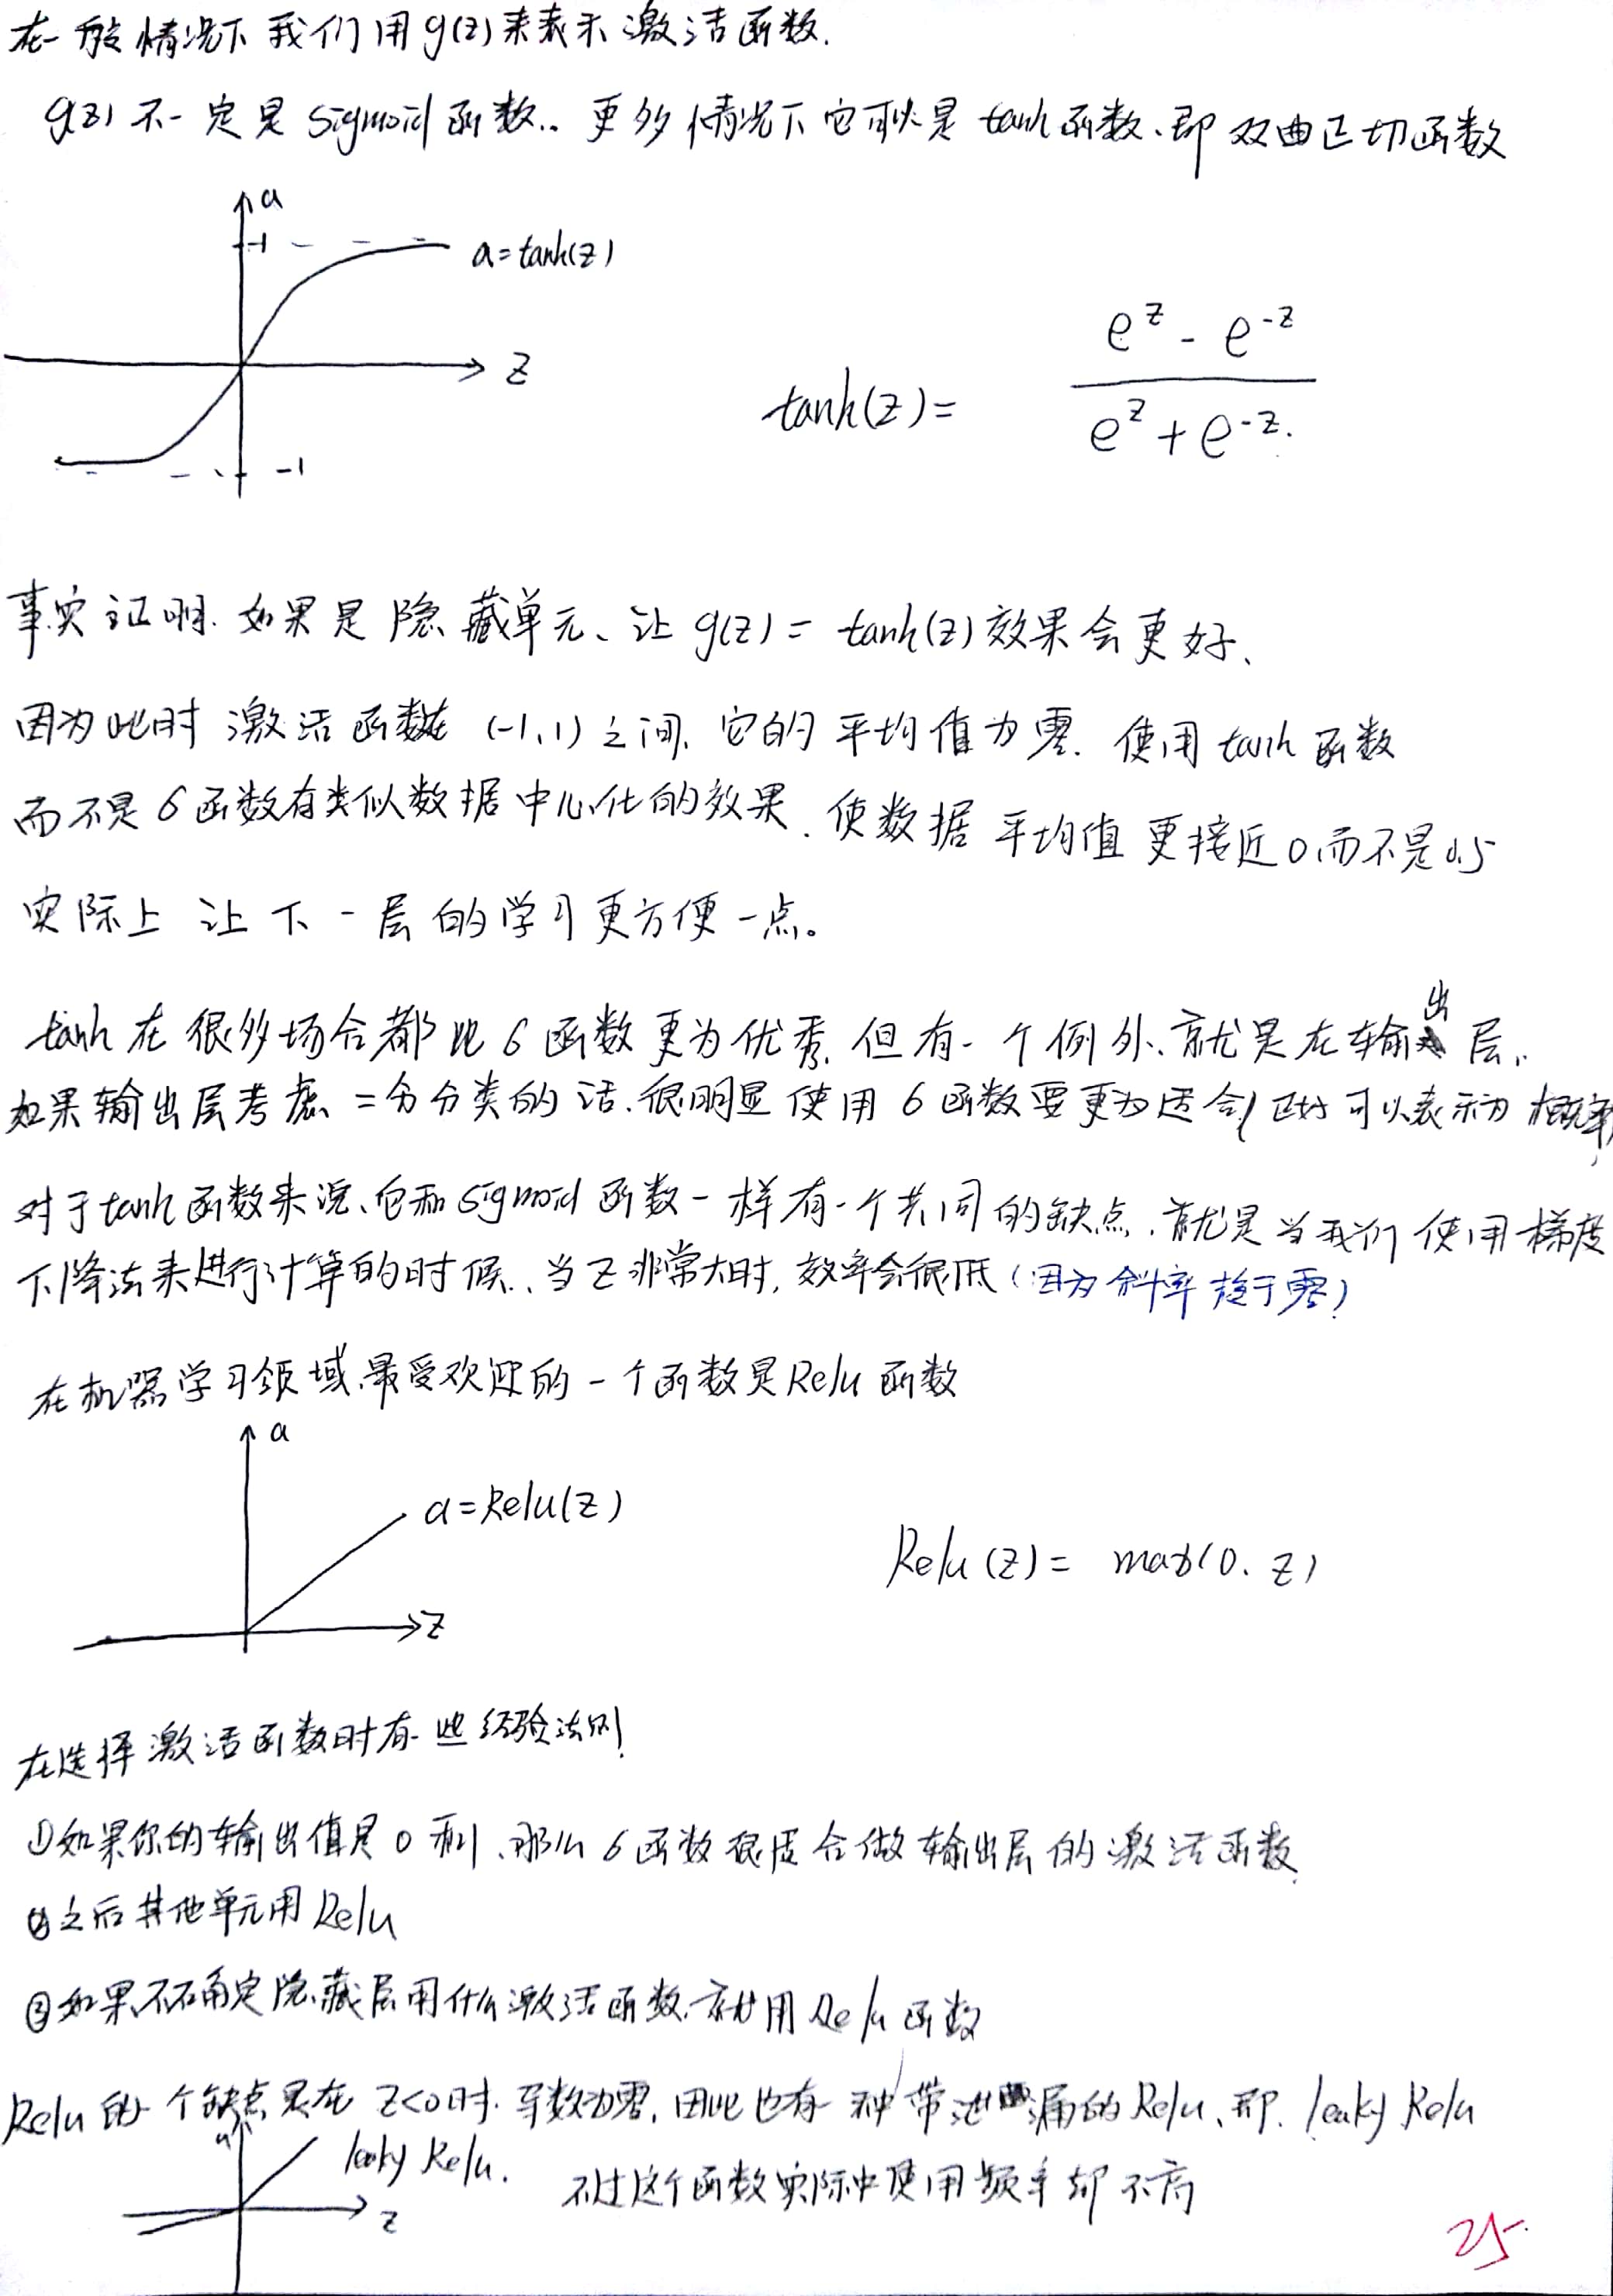 在一般情况下我们用g(z)来表示激活函数.
g(z)不一定是sigmoid函数.. 更多情况下它可以是tanh函数、即双曲正切函数
a
1
a=tanh(z)
z
-1
tanh(z)= (e^z - e^-z)/(e^z + e^-z).
事实证明. 如果是隐藏单元、让g(z)= tanh(z)效果会更好、
因为此时激活函数在(-1,1)之间, 它的平均值为零. 使用tanh函数
而不是σ函数有类似数据中心化的效果. 使数据平均值更接近0而不是0.5
实际上让下一层的学习更方便一点。
tanh在很多场合都比σ函数更为优秀. 但有一个例外、就是在输出层.
如果输出层考虑二分分类的话.很明显使用σ函数要更为适合(正好可以表示为概率)
对于tanh函数来说、它和sigmoid函数一样有一个共同的缺点. 就是当我们使用梯度
下降法来进行计算的时候.、当z非常大时, 效率会很低(因为斜率趋于零)
在机器学习领域,最受欢迎的一个函数是Relu函数
a
a=Relu(z)
z
Relu(z)= max(0、z)
在选择激活函数时有一些经验法则!
①如果你的输出值是0和1、那么σ函数很适合做输出层的激活函数
②之后其他单元用Relu
③如果不确定隐藏层用什么激活函数、就用Relu函数
Relu的一个缺点是在z<0时. 导数为零, 因此也有一种带泄漏的Relu、即. leaky Relu
a
leaky Relu.
z
不过这个函数实际中使用频率却不高
25.